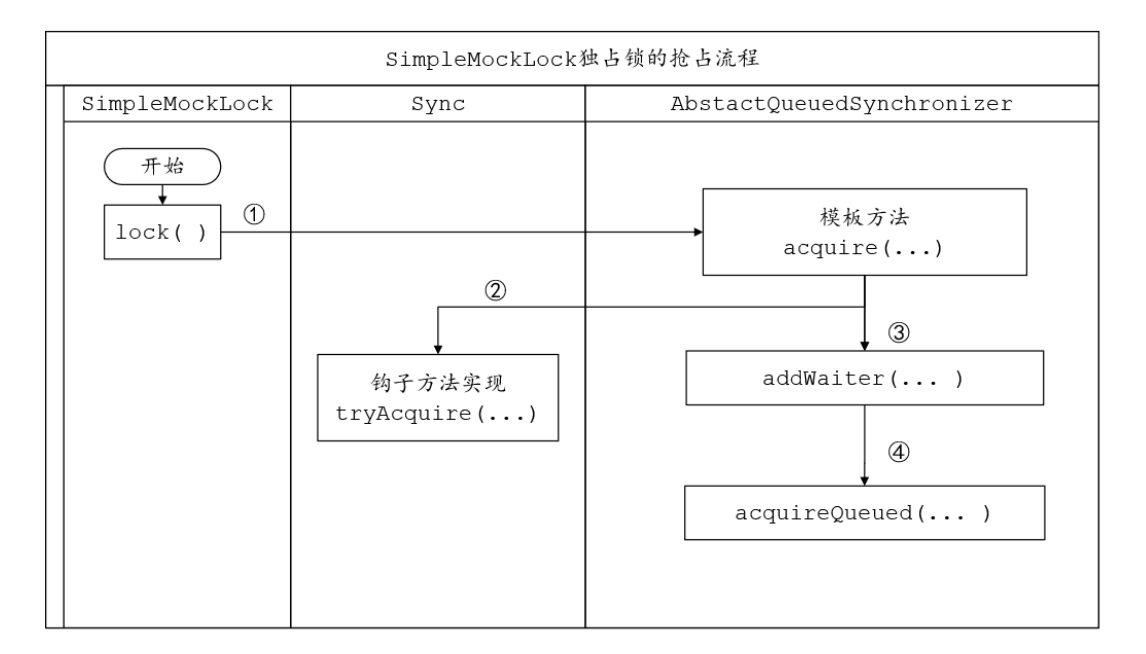 SimpleMockLock独占锁的抢占流程
SimpleMockLock
Sync
AbstactQueuedSynchronizer
开始
lock( )
①
模板方法
acquire(...)
②
③
钩子方法实现
tryAcquire(...)
addWaiter(... )
④
acquireQueued(... )